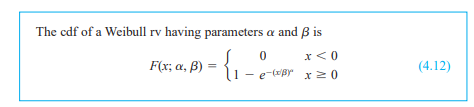 The cdf of a Weibull rv having parameters α and β is
F(x; α, β) = { 0 x < 0
1 − e^−(x/β)^α x ≥ 0
(4.12)